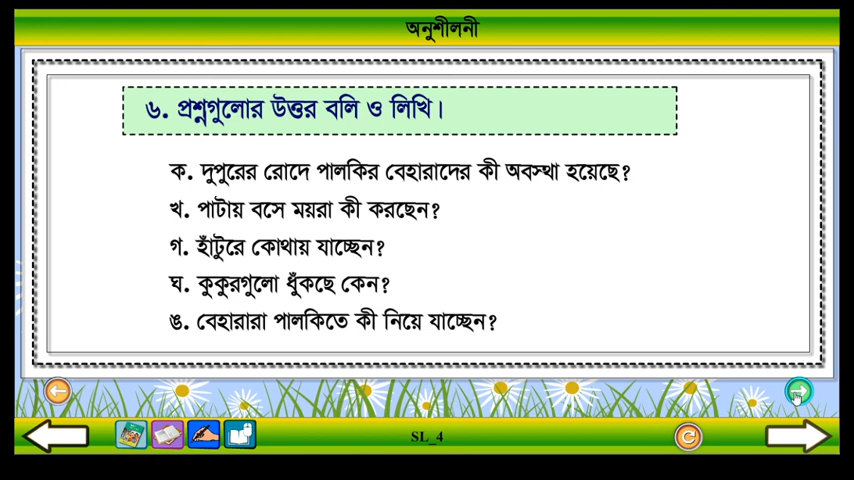 অনুশীলনী
৬. প্রশ্নগুলোর উত্তর বলি ও লিখি।
ক. দুপুরের রোদে পালকির বেহারাদের কী অবস্থা হয়েছে?
খ. পাটায় বসে ময়রা কী করছেন?
গ. হাঁটুরে কোথায় যাচ্ছেন?
ঘ. কুকুরগুলো ধুঁকছে কেন?
ঙ. বেহারারা পালকিতে কী নিয়ে যাচ্ছেন?
SL_4